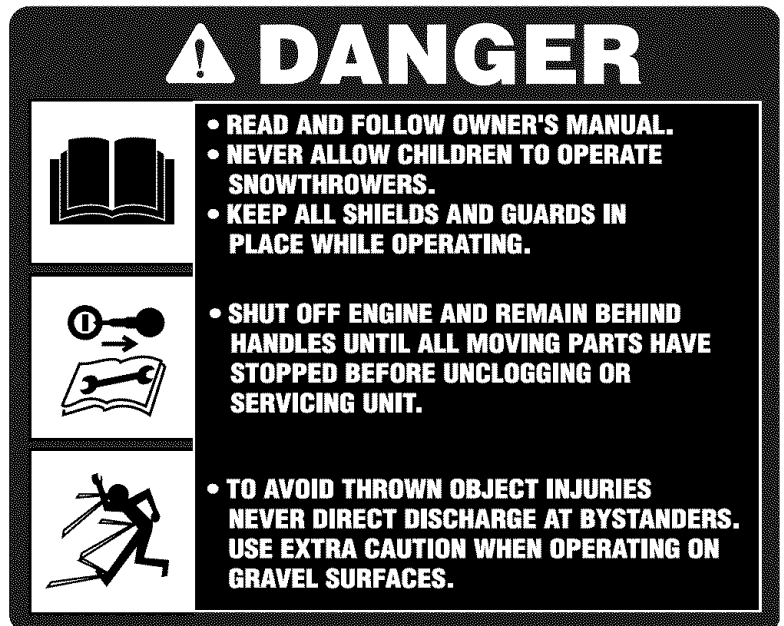 DANGER
• READ AND FOLLOW OWNER'S MANUAL.
• NEVER ALLOW CHILDREN TO OPERATE
SNOWTHROWERS.
• KEEP ALL SHIELDS AND GUARDS IN
PLACE WHILE OPERATING.
• SHUT OFF ENGINE AND REMAIN BEHIND
HANDLES UNTIL ALL MOVING PARTS HAVE
STOPPED BEFORE UNCLOGGING OR
SERVICING UNIT.
• TO AVOID THROWN OBJECT INJURIES
NEVER DIRECT DISCHARGE AT BYSTANDERS.
USE EXTRA CAUTION WHEN OPERATING ON
GRAVEL SURFACES.